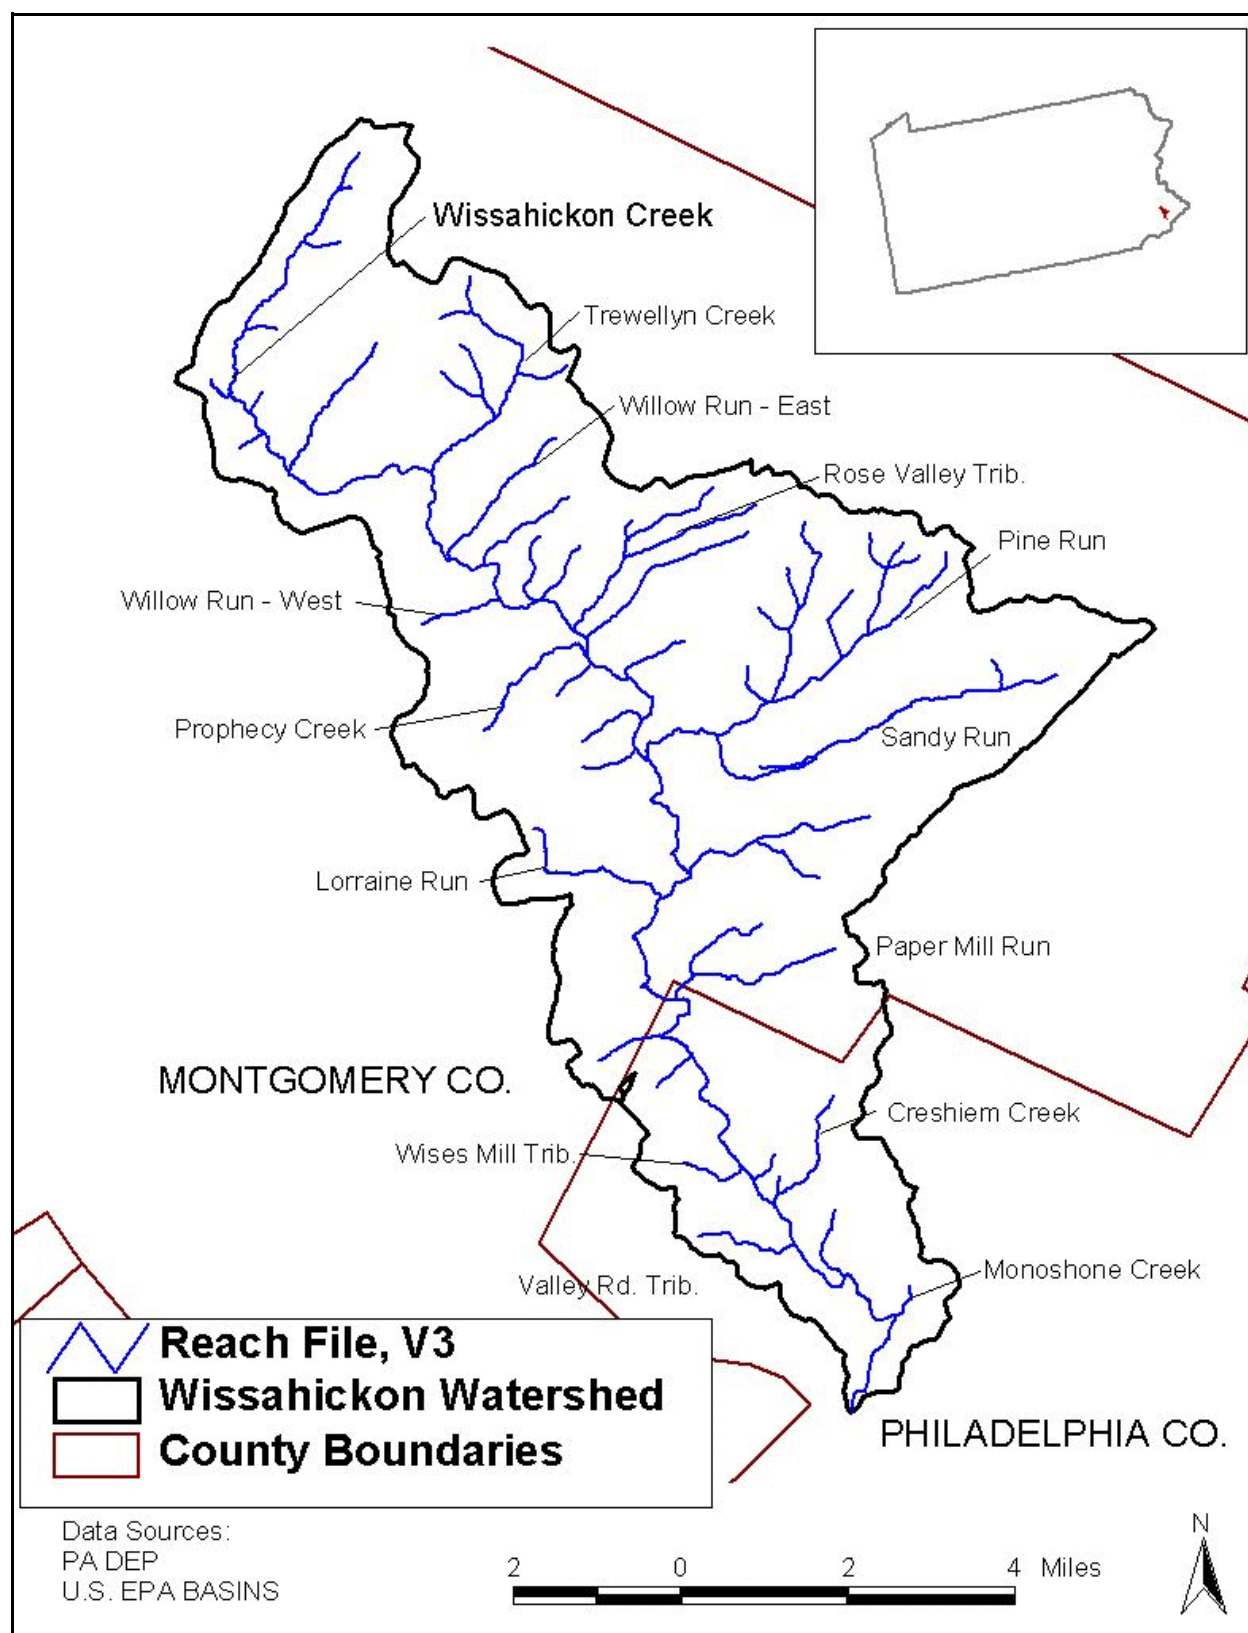 Wissahickon Creek
Trewellyn Creek
Willow Run - East
Rose Valley Trib.
Pine Run
Willow Run - West
Prophecy Creek
Sandy Run
Lorraine Run
Paper Mill Run
MONTGOMERY CO.
Creshiem Creek
Wises Mill Trib.
Monoshone Creek
Valley Rd. Trib.
Reach File, V3
Wissahickon Watershed
County Boundaries
PHILADELPHIA CO.
Data Sources:
PA DEP
U.S. EPA BASINS
2 0 2 4 Miles
N